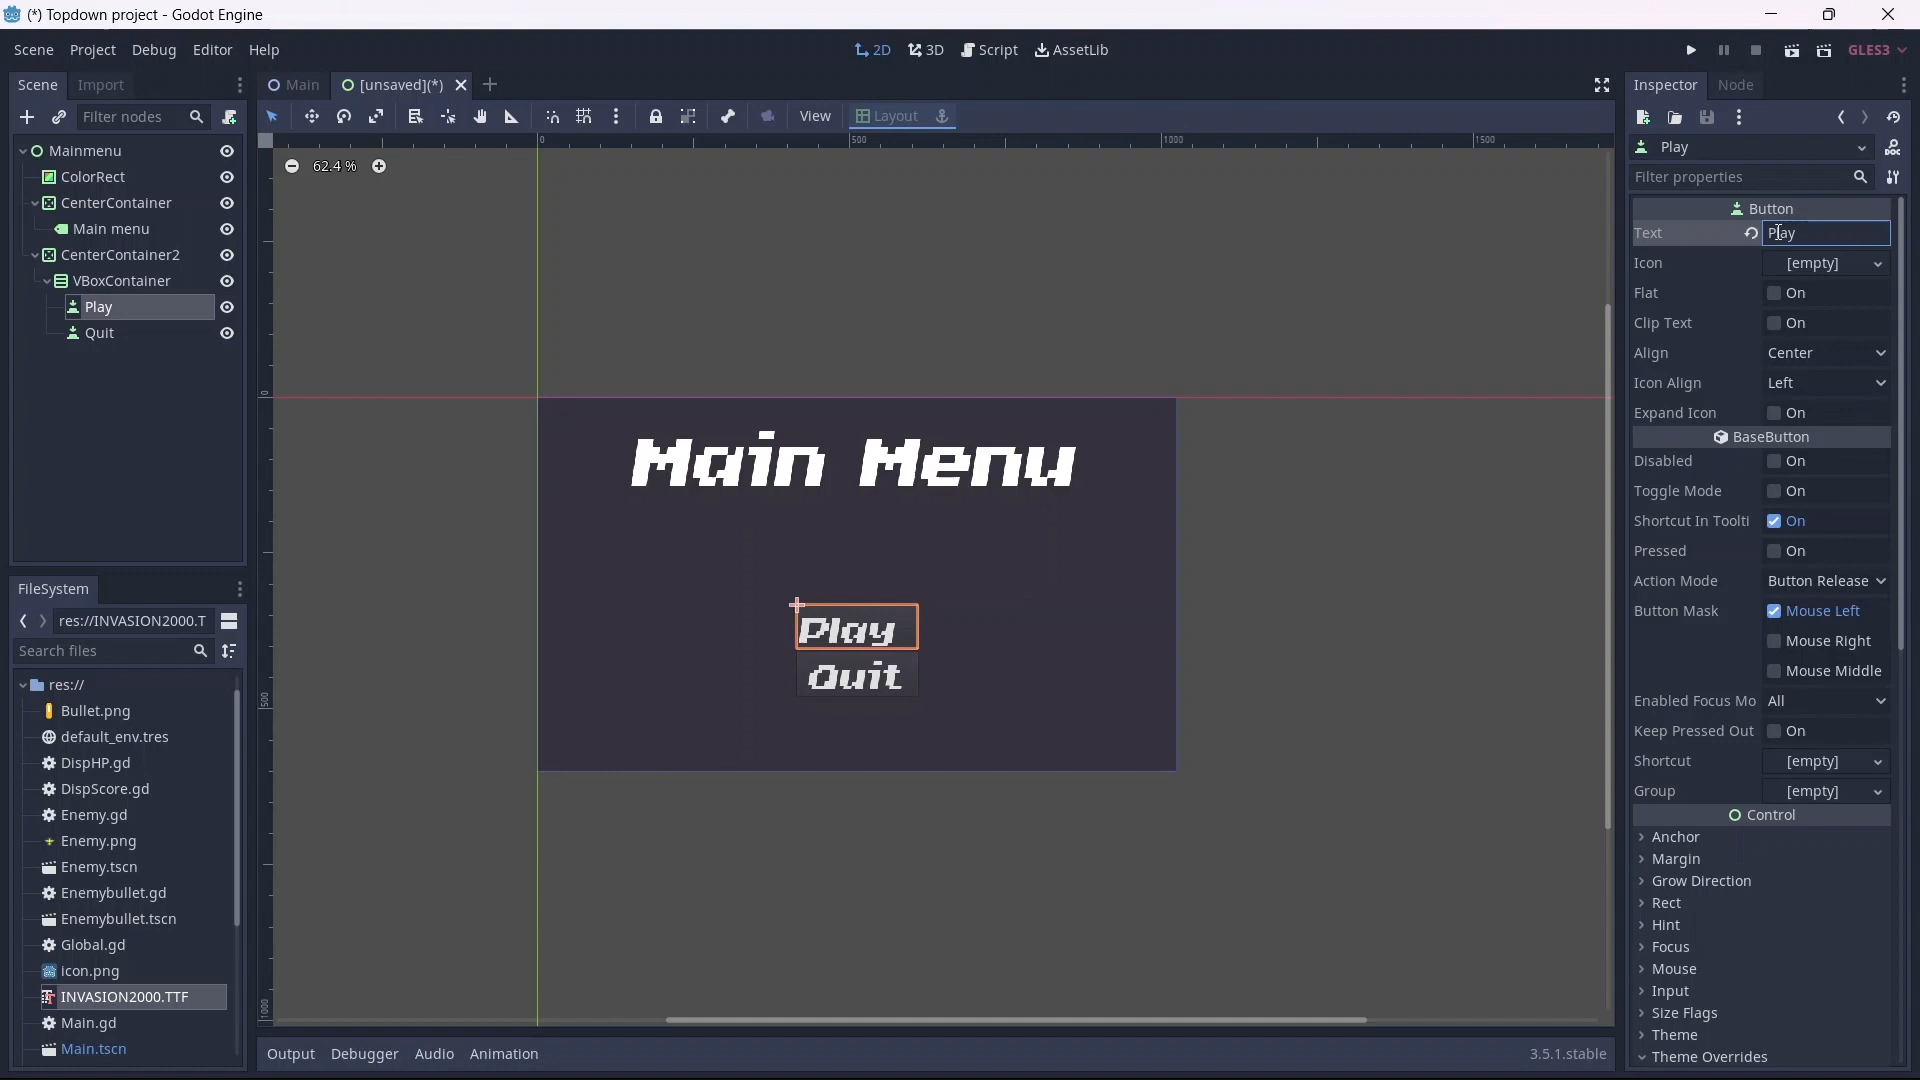 (*) Topdown project - Godot Engine
Scene Project Debug Editor Help
2D 3D Script AssetLib
GLES3
Scene Import
Main [unsaved](*)
Inspector Node
Filter nodes
View Layout
Play
Filter properties
Mainmenu
ColorRect
CenterContainer
Main menu
CenterContainer2
VBoxContainer
Play
Quit
0 500 1000 1500
62.4 %
0
500
1000
Main Menu
Play
Quit
Button
Text Play
Icon [empty]
Flat On
Clip Text On
Align Center
Icon Align Left
Expand Icon On
BaseButton
Disabled On
Toggle Mode On
Shortcut In Toolti On
Pressed On
Action Mode Button Release
Button Mask Mouse Left
Mouse Right
Mouse Middle
Enabled Focus Mo All
Keep Pressed Out On
Shortcut [empty]
Group [empty]
Control
Anchor
Margin
Grow Direction
Rect
Hint
Focus
Mouse
Input
Size Flags
Theme
Theme Overrides
FileSystem
res://INVASION2000.T
Search files
res://
Bullet.png
default_env.tres
DispHP.gd
DispScore.gd
Enemy.gd
Enemy.png
Enemy.tscn
Enemybullet.gd
Enemybullet.tscn
Global.gd
icon.png
INVASION2000.TTF
Main.gd
Main.tscn
Output Debugger Audio Animation
3.5.1.stable